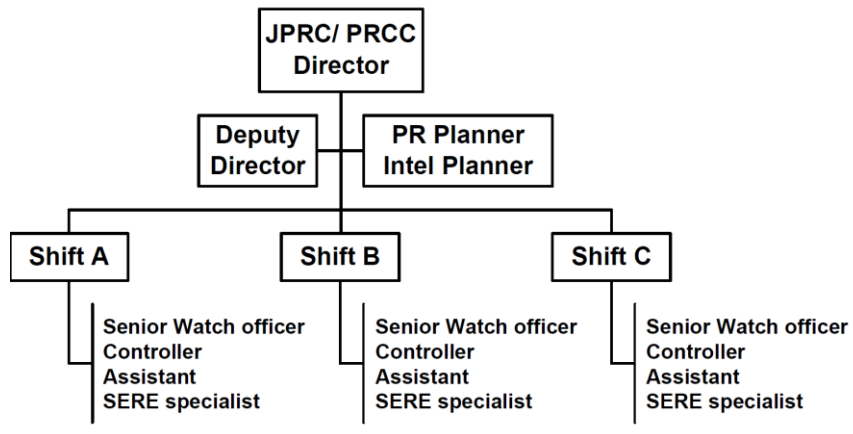 JPRC/ PRCC
Director
Deputy
Director
PR Planner
Intel Planner
Shift A
Shift B
Shift C
Senior Watch officer
Controller
Assistant
SERE specialist
Senior Watch officer
Controller
Assistant
SERE specialist
Senior Watch officer
Controller
Assistant
SERE specialist